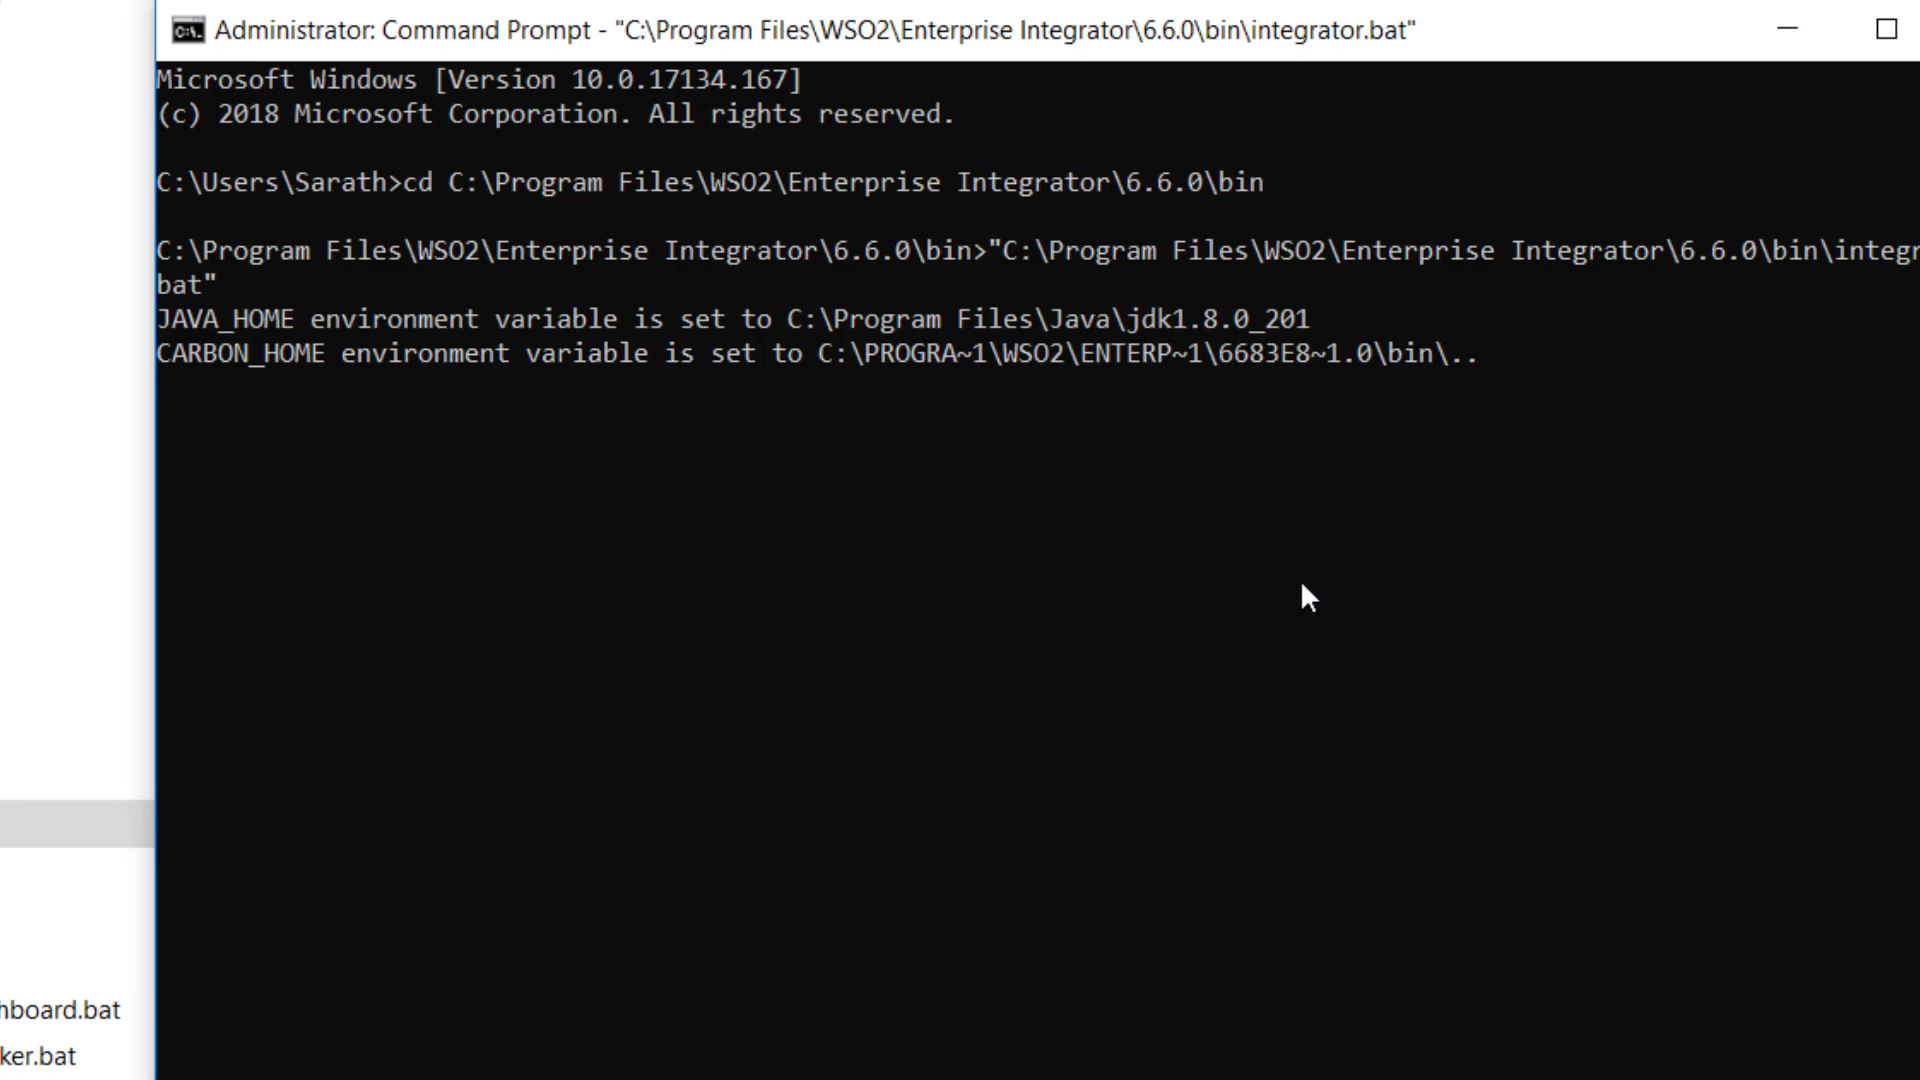 Administrator: Command Prompt - "C:\Program Files\WSO2\Enterprise Integrator\6.6.0\bin\integrator.bat"
Microsoft Windows [Version 10.0.17134.167]
(c) 2018 Microsoft Corporation. All rights reserved.
C:\Users\Sarath>cd C:\Program Files\WSO2\Enterprise Integrator\6.6.0\bin
C:\Program Files\WSO2\Enterprise Integrator\6.6.0\bin>"C:\Program Files\WSO2\Enterprise Integrator\6.6.0\bin\integr
bat"
JAVA_HOME environment variable is set to C:\Program Files\Java\jdk1.8.0_201
CARBON_HOME environment variable is set to C:\PROGRA~1\WSO2\ENTERP~1\6683E8~1.0\bin\..
hboard.bat
ker.bat